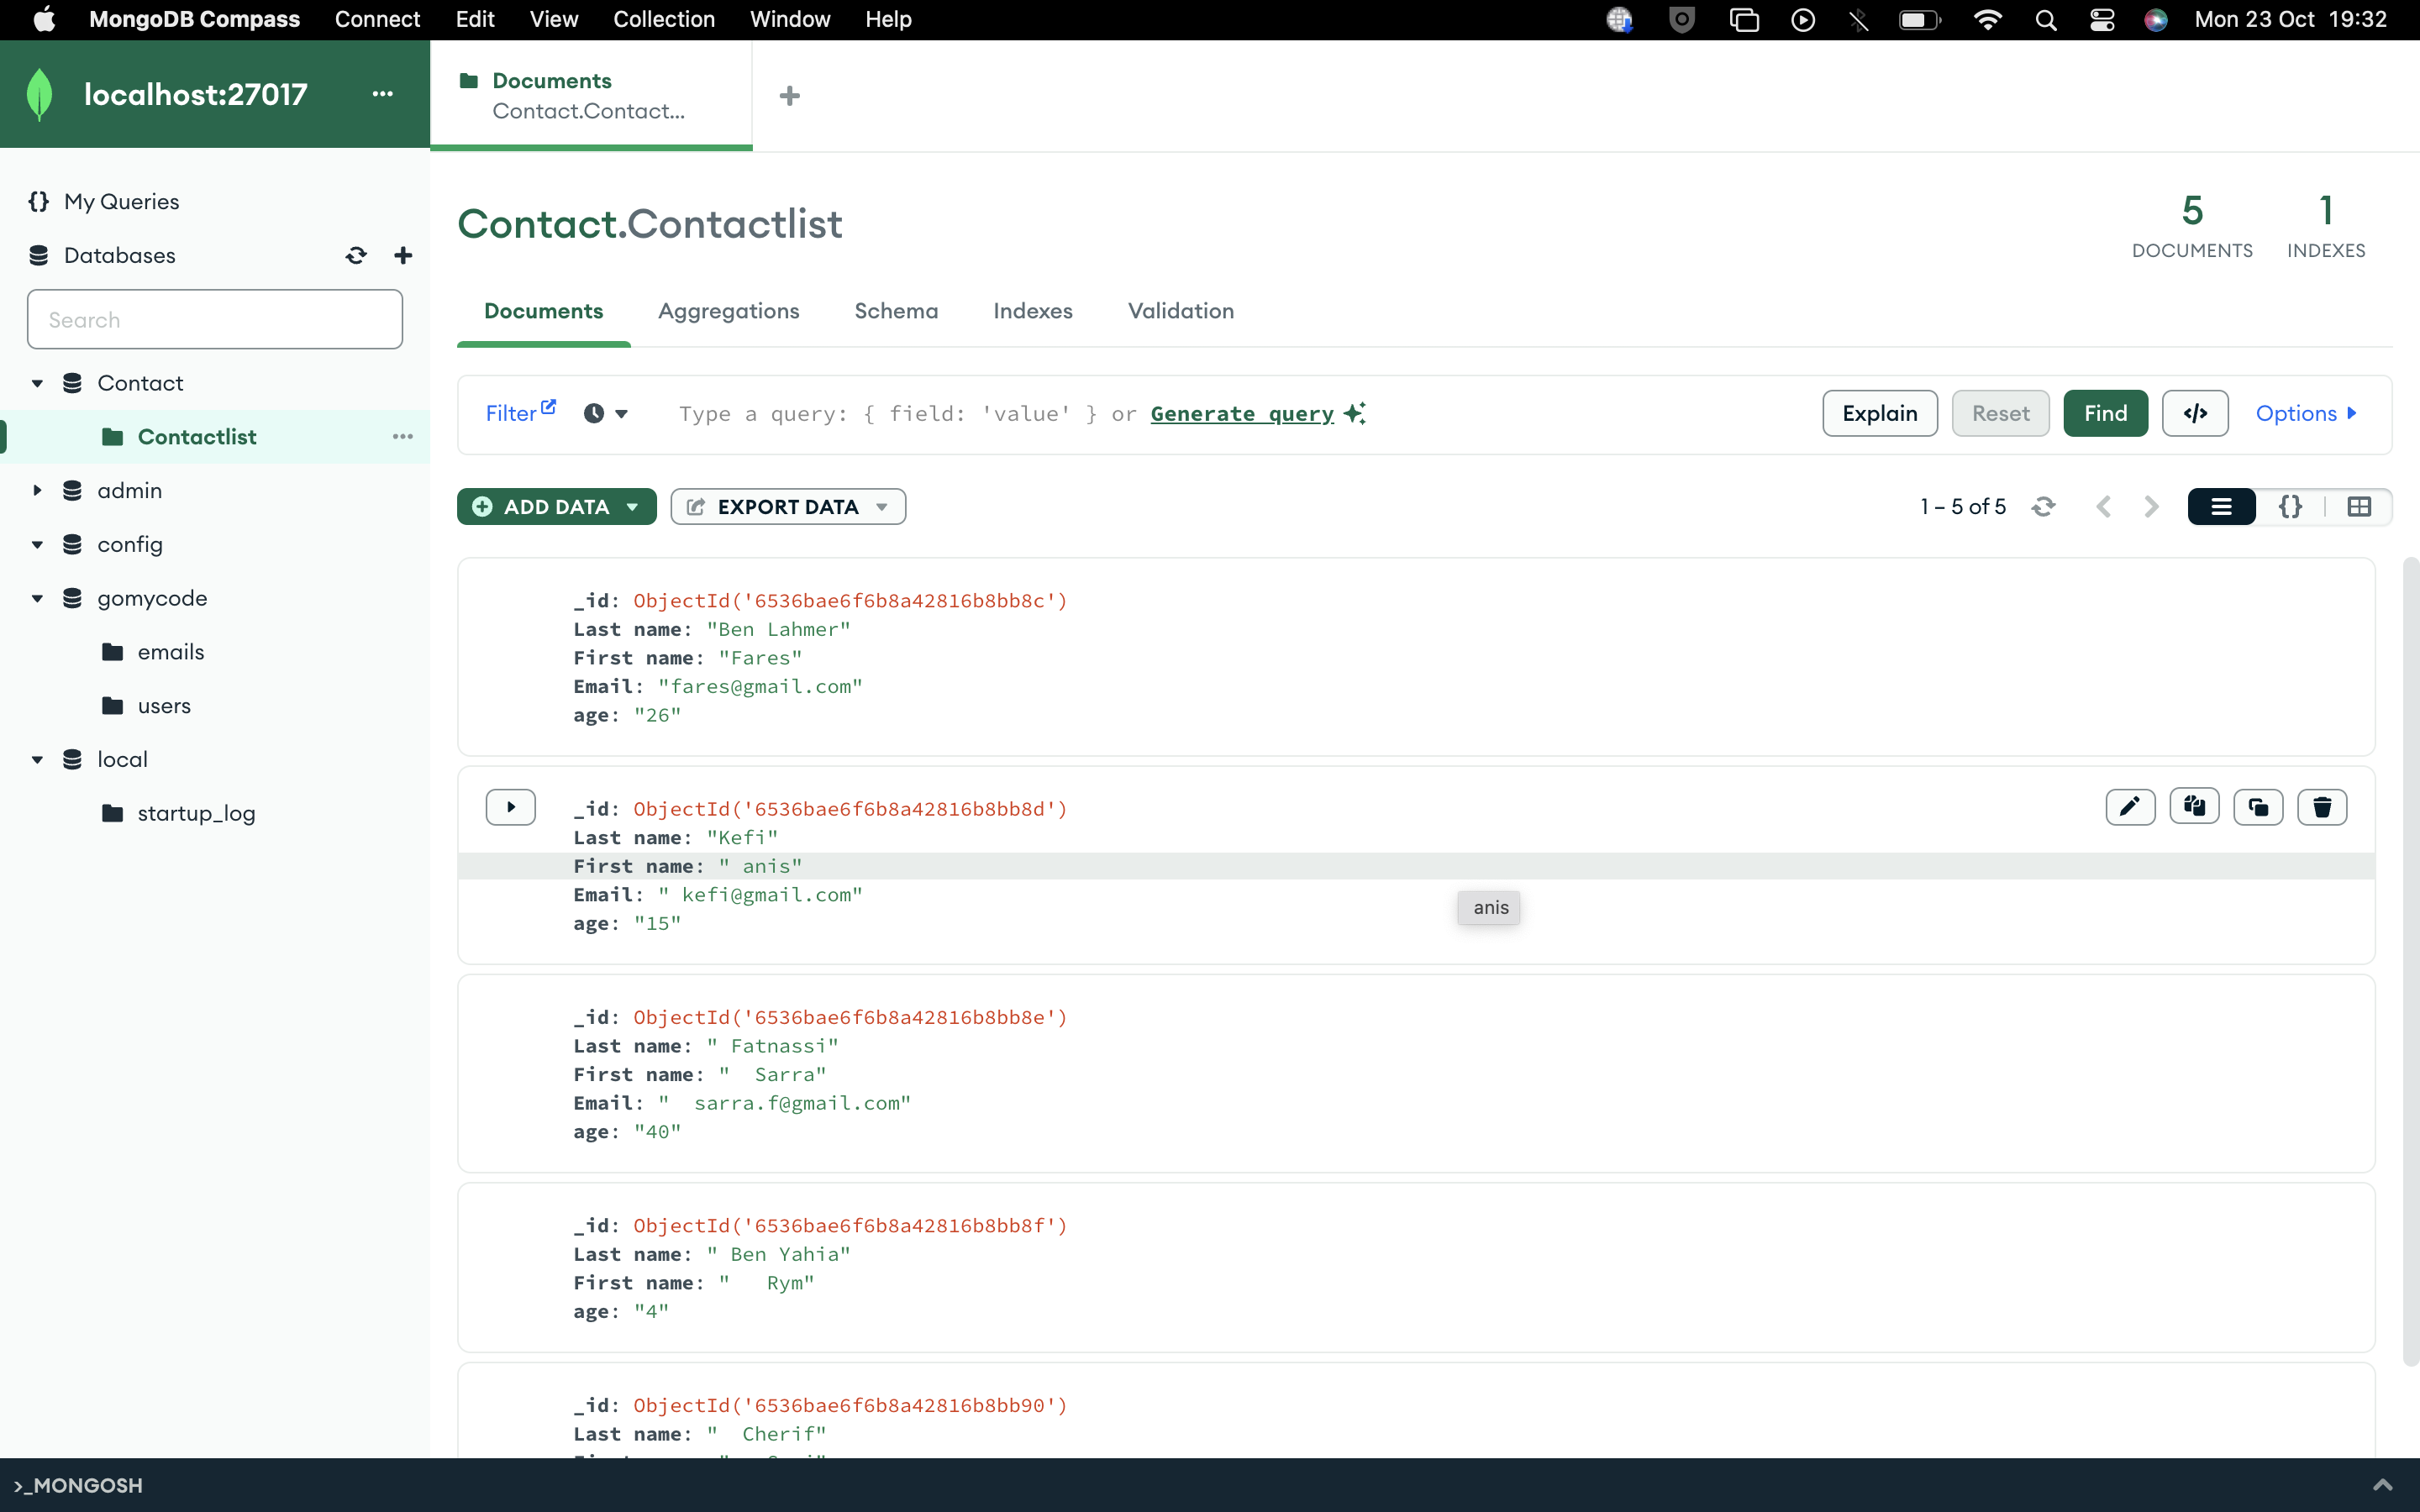 MongoDB Compass Connect Edit View Collection Window Help Mon 23 Oct 19:32
localhost:27017
Documents
Contact.Contact...
My Queries
Databases
Search
Contact
Contactlist
admin
config
gomycode
emails
users
local
startup_log
Contact.Contactlist
5 1
DOCUMENTS INDEXES
Documents Aggregations Schema Indexes Validation
Filter Type a query: { field: 'value' } or Generate query Explain Reset Find </> Options
ADD DATA EXPORT DATA 1 – 5 of 5 {}
_id: ObjectId('6536bae6f6b8a42816b8bb8c')
Last name: "Ben Lahmer"
First name: "Fares"
Email: "fares@gmail.com"
age: "26"
_id: ObjectId('6536bae6f6b8a42816b8bb8d')
Last name: "Kefi"
First name: " anis"
Email: " kefi@gmail.com"
anis
age: "15"
_id: ObjectId('6536bae6f6b8a42816b8bb8e')
Last name: " Fatnassi"
First name: "  Sarra"
Email: "  sarra.f@gmail.com"
age: "40"
_id: ObjectId('6536bae6f6b8a42816b8bb8f')
Last name: " Ben Yahia"
First name: "   Rym"
age: "4"
_id: ObjectId('6536bae6f6b8a42816b8bb90')
Last name: "  Cherif"
>_MONGOSH